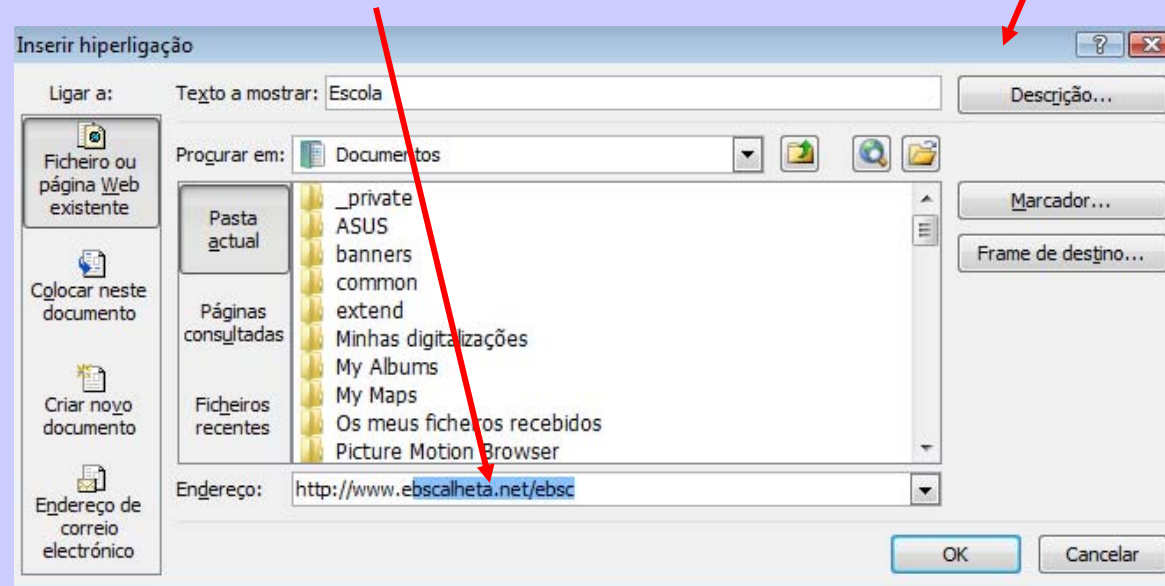 Inserir hiperligação
Ligar a:
Texto a mostrar: Escola
Descrição...
Ficheiro ou
página Web
existente
Procurar em: Documentos
Pasta
actual
_private
ASUS
banners
common
extend
Minhas digitalizações
My Albums
My Maps
Os meus ficheiros recebidos
Picture Motion Browser
Marcador...
Frame de destino...
Colocar neste
documento
Páginas
consultadas
Criar novo
documento
Ficheiros
recentes
Endereço: http://www.ebscalheta.net/ebsc
Endereço de
correio
electrónico
OK
Cancelar